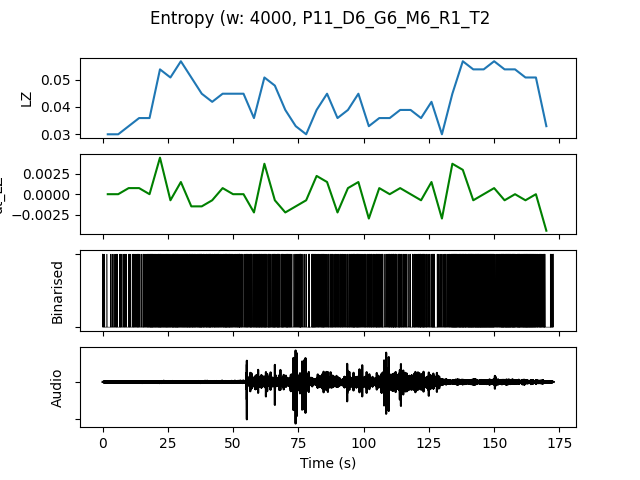 Entropy (w: 4000, P11_D6_G6_M6_R1_T2
LZ
0.05
0.04
0.03
0.0025
0.0000
−0.0025
Binarised
Audio
0 25 50 75 100 125 150 175
Time (s)